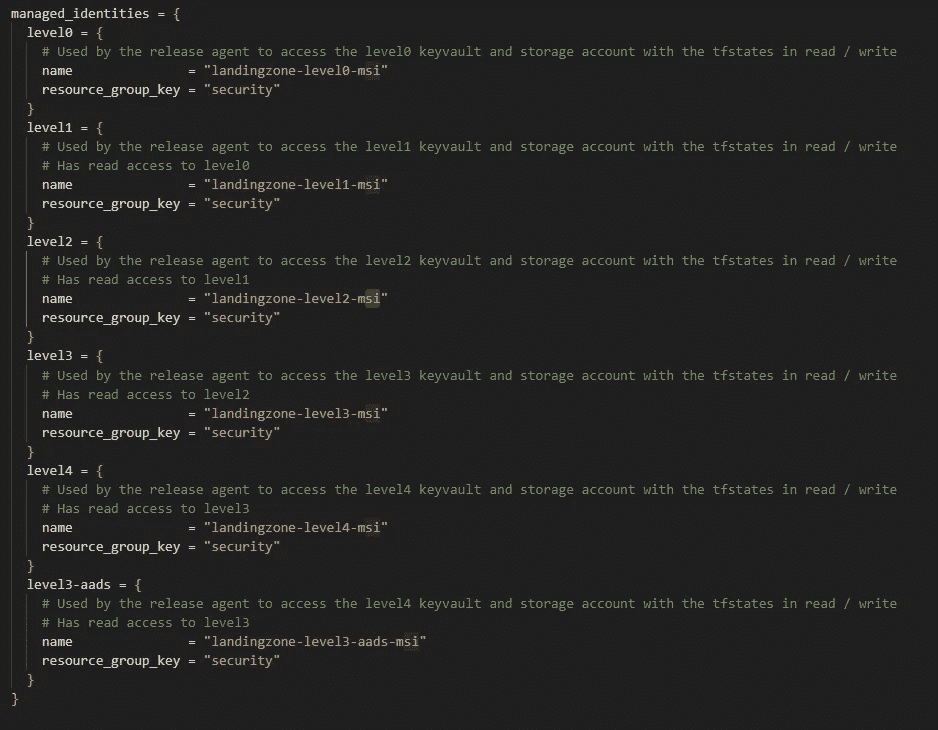 managed_identities = {
  level0 = {
    # Used by the release agent to access the level0 keyvault and storage account with the tfstates in read / write
    name               = "landingzone-level0-msi"
    resource_group_key = "security"
  }
  level1 = {
    # Used by the release agent to access the level1 keyvault and storage account with the tfstates in read / write
    # Has read access to level0
    name               = "landingzone-level1-msi"
    resource_group_key = "security"
  }
  level2 = {
    # Used by the release agent to access the level2 keyvault and storage account with the tfstates in read / write
    # Has read access to level1
    name               = "landingzone-level2-msi"
    resource_group_key = "security"
  }
  level3 = {
    # Used by the release agent to access the level3 keyvault and storage account with the tfstates in read / write
    # Has read access to level2
    name               = "landingzone-level3-msi"
    resource_group_key = "security"
  }
  level4 = {
    # Used by the release agent to access the level4 keyvault and storage account with the tfstates in read / write
    # Has read access to level3
    name               = "landingzone-level4-msi"
    resource_group_key = "security"
  }
  level3-aads = {
    # Used by the release agent to access the level4 keyvault and storage account with the tfstates in read / write
    # Has read access to level3
    name               = "landingzone-level3-aads-msi"
    resource_group_key = "security"
  }
}